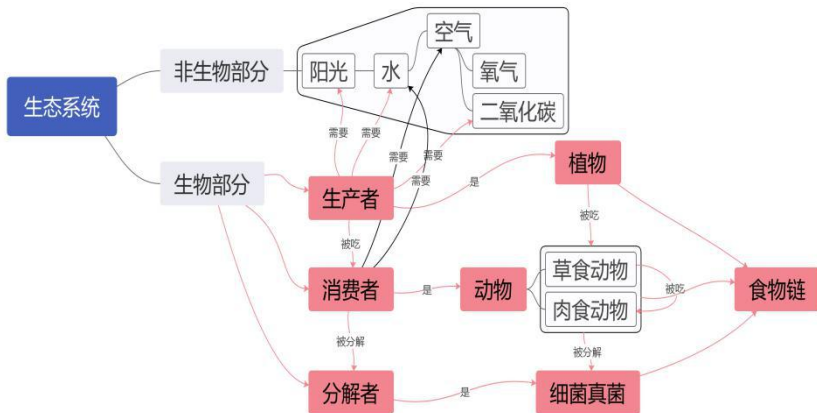 空气
非生物部分
阳光
水
氧气
生态系统
二氧化碳
需要
需要
需要
需要
需要
生物部分
生产者
是
植物
被吃
被吃
消费者
是
动物
草食动物
肉食动物
被吃
食物链
被分解
被分解
分解者
是
细菌真菌